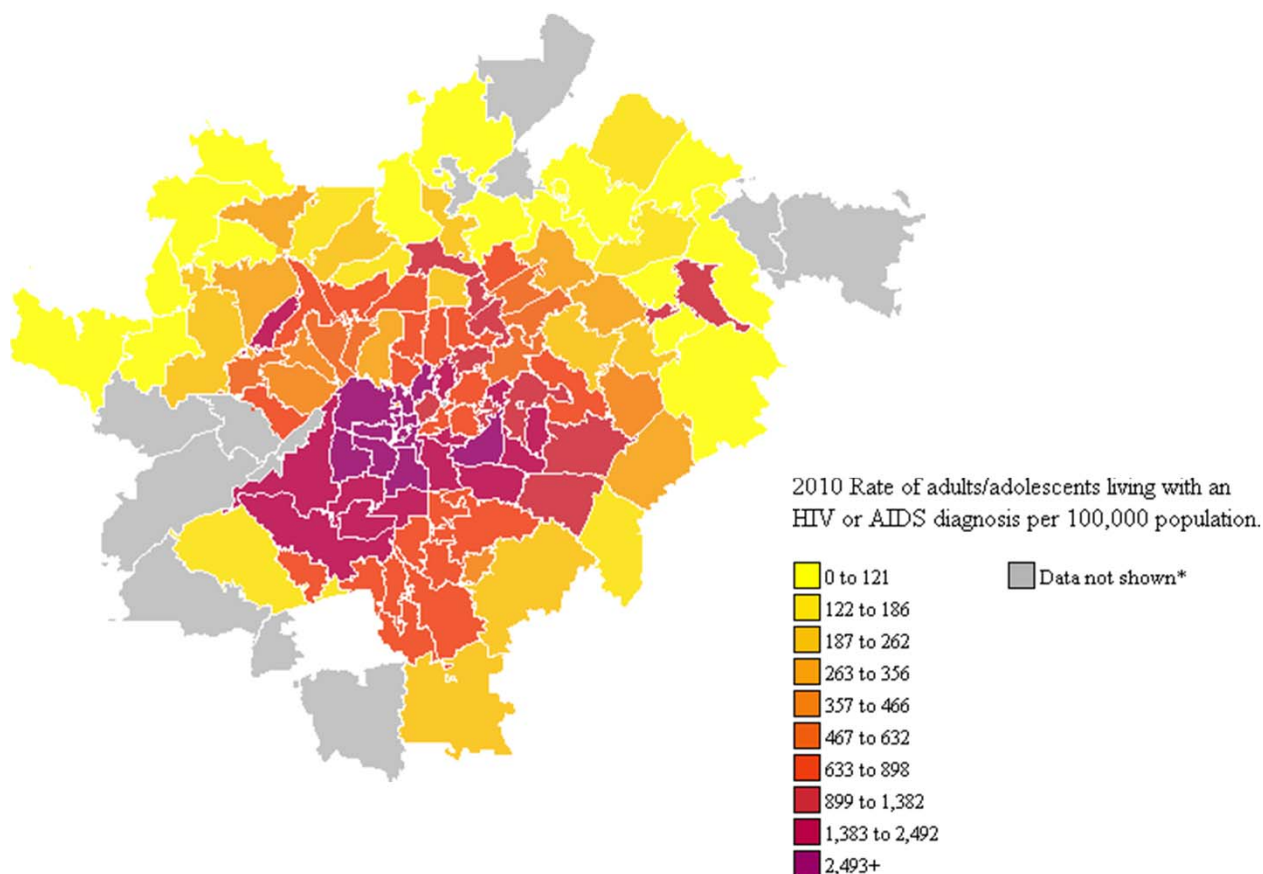 2010 Rate of adults/adolescents living with an
HIV or AIDS diagnosis per 100,000 population.
0 to 121
Data not shown*
122 to 186
187 to 262
263 to 356
357 to 466
467 to 632
633 to 898
899 to 1,382
1,383 to 2,492
2,493+